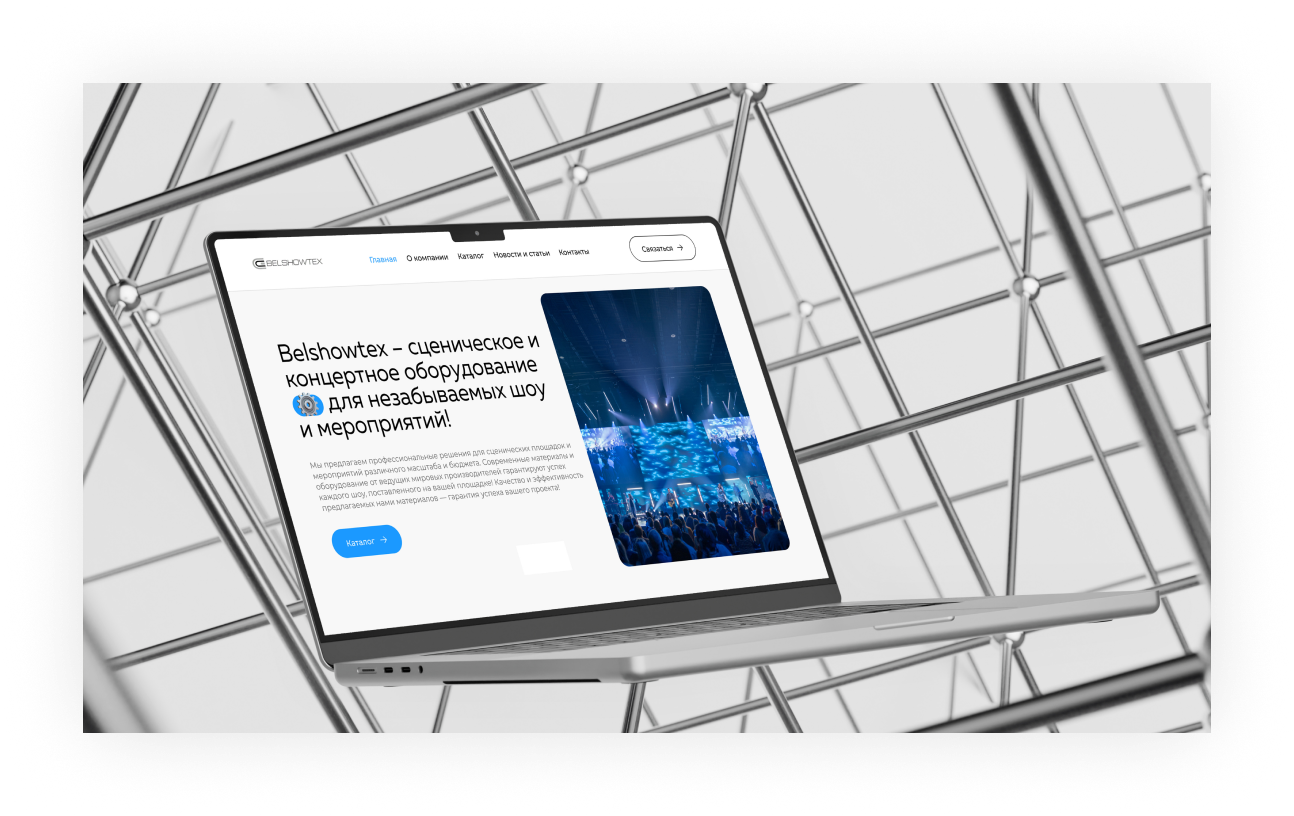 BELSHOWTEX
Главная О компании Каталог Новости и статьи Контакты
Связаться →
Belshowtex – сценическое и
концертное оборудование
для незабываемых шоу
и мероприятий!
Мы предлагаем профессиональные решения для сценических площадок и
мероприятий различного масштаба и бюджета. Современные материалы и
оборудование от ведущих мировых производителей гарантируют успех
каждого шоу, поставленного на вашей площадке! Качество и эффективность
предлагаемых нами материалов — гарантия успеха вашего проекта!
Каталог →